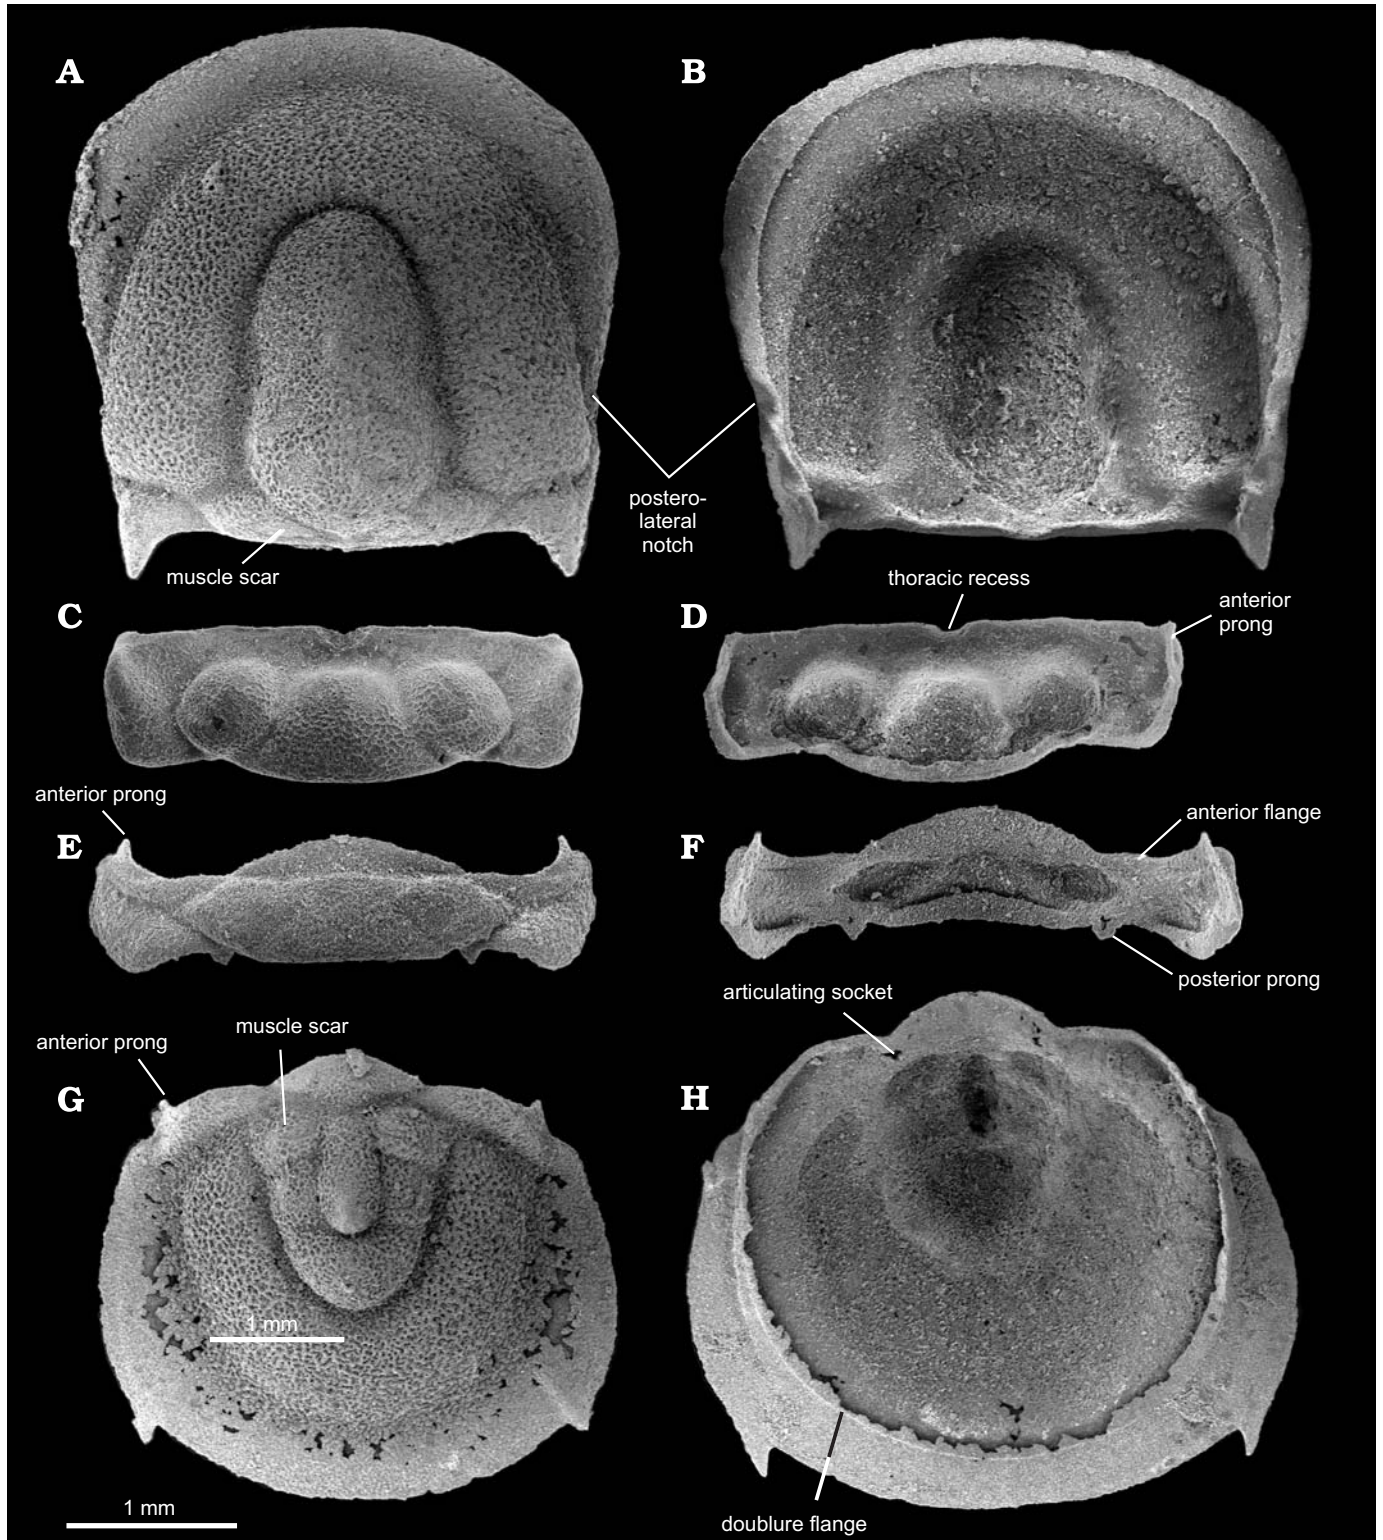 A
B
postero-
lateral
notch
muscle scar
thoracic recess
C
D
anterior
prong
anterior prong
anterior flange
E
F
posterior prong
articulating socket
muscle scar
anterior prong
G
H
1 mm
1 mm
doublure flange